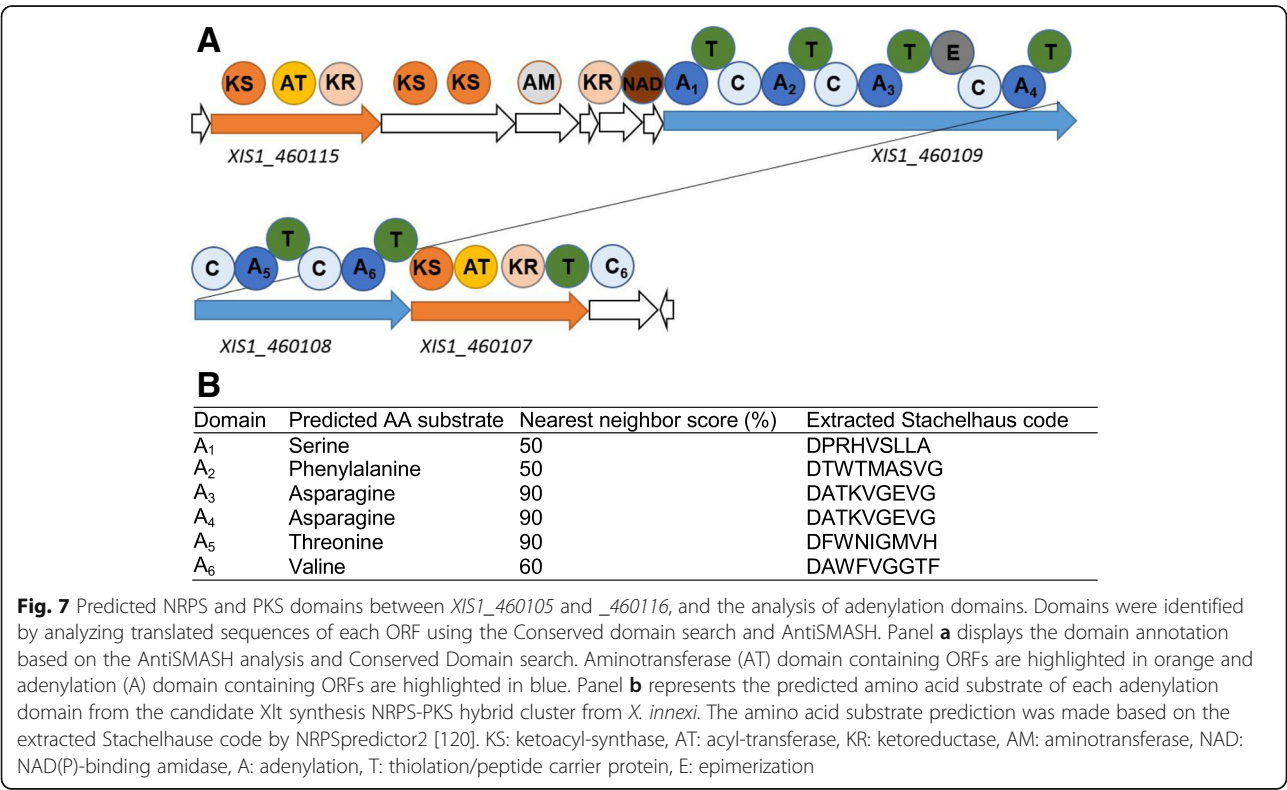 A
T T T E T
KS AT KR KS KS AM KR NAD A1 C A2 C A3 C A4
XIS1_460115 XIS1_460109
T T
C A5 C A6 KS AT KR T C6
XIS1_460108 XIS1_460107
B
Domain Predicted AA substrate Nearest neighbor score (%) Extracted Stachelhaus code
A1 Serine 50 DPRHVSLLA
A2 Phenylalanine 50 DTWTMASVG
A3 Asparagine 90 DATKVGEVG
A4 Asparagine 90 DATKVGEVG
A5 Threonine 90 DFWNIGMVH
A6 Valine 60 DAWFVGGTF
Fig. 7 Predicted NRPS and PKS domains between XIS1_460105 and _460116, and the analysis of adenylation domains. Domains were identified
by analyzing translated sequences of each ORF using the Conserved domain search and AntiSMASH. Panel a displays the domain annotation
based on the AntiSMASH analysis and Conserved Domain search. Aminotransferase (AT) domain containing ORFs are highlighted in orange and
adenylation (A) domain containing ORFs are highlighted in blue. Panel b represents the predicted amino acid substrate of each adenylation
domain from the candidate Xlt synthesis NRPS-PKS hybrid cluster from X. innexi. The amino acid substrate prediction was made based on the
extracted Stachelhause code by NRPSpredictor2 [120]. KS: ketoacyl-synthase, AT: acyl-transferase, KR: ketoreductase, AM: aminotransferase, NAD:
NAD(P)-binding amidase, A: adenylation, T: thiolation/peptide carrier protein, E: epimerization